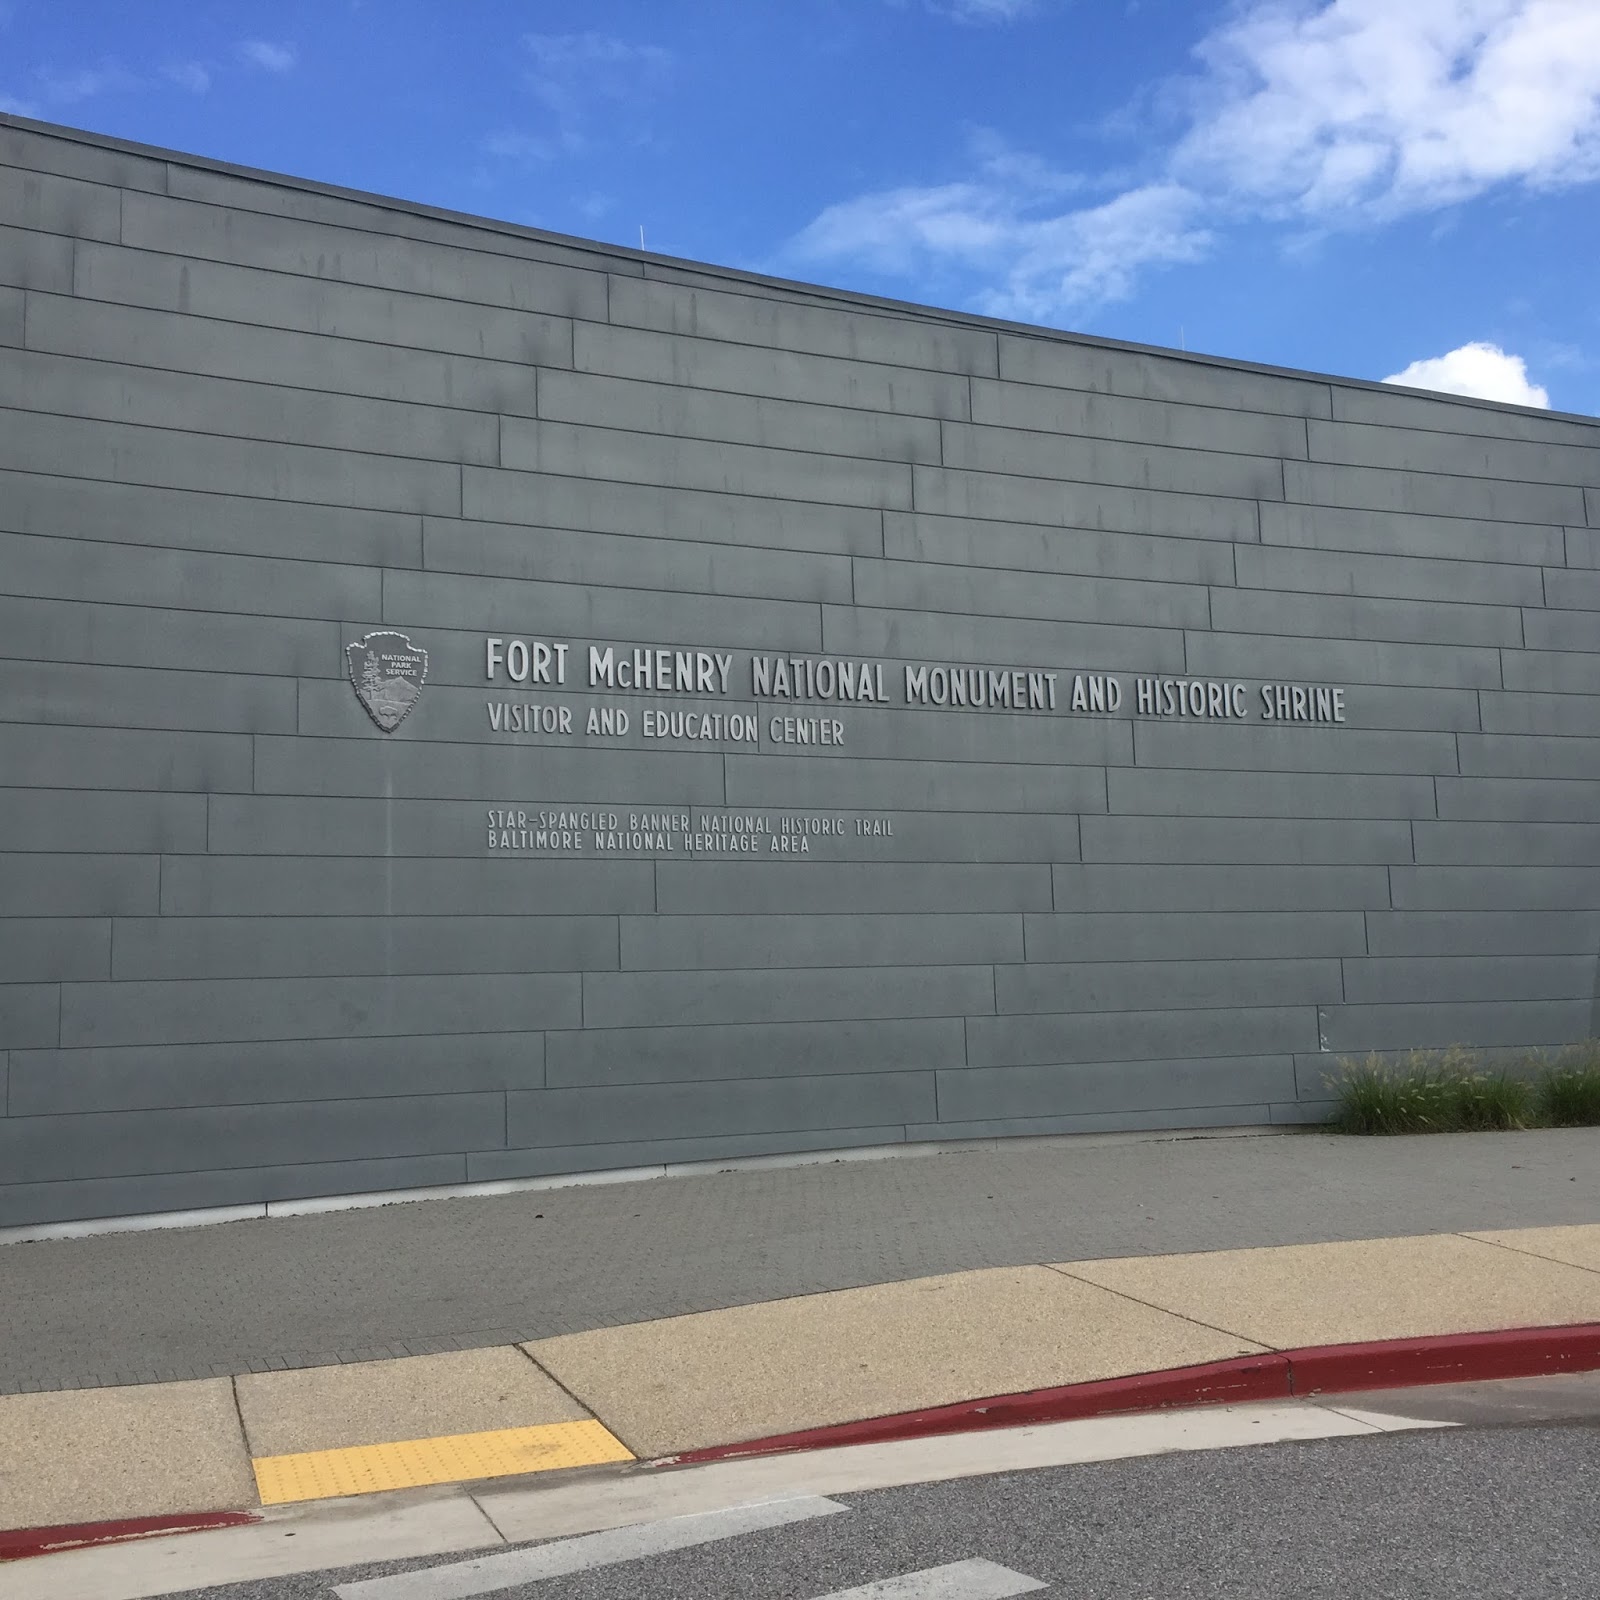 NATIONAL
PARK
SERVICE
FORT McHENRY NATIONAL MONUMENT AND HISTORIC SHRINE
VISITOR AND EDUCATION CENTER
STAR-SPANGLED BANNER NATIONAL HISTORIC TRAIL
BALTIMORE NATIONAL HERITAGE AREA